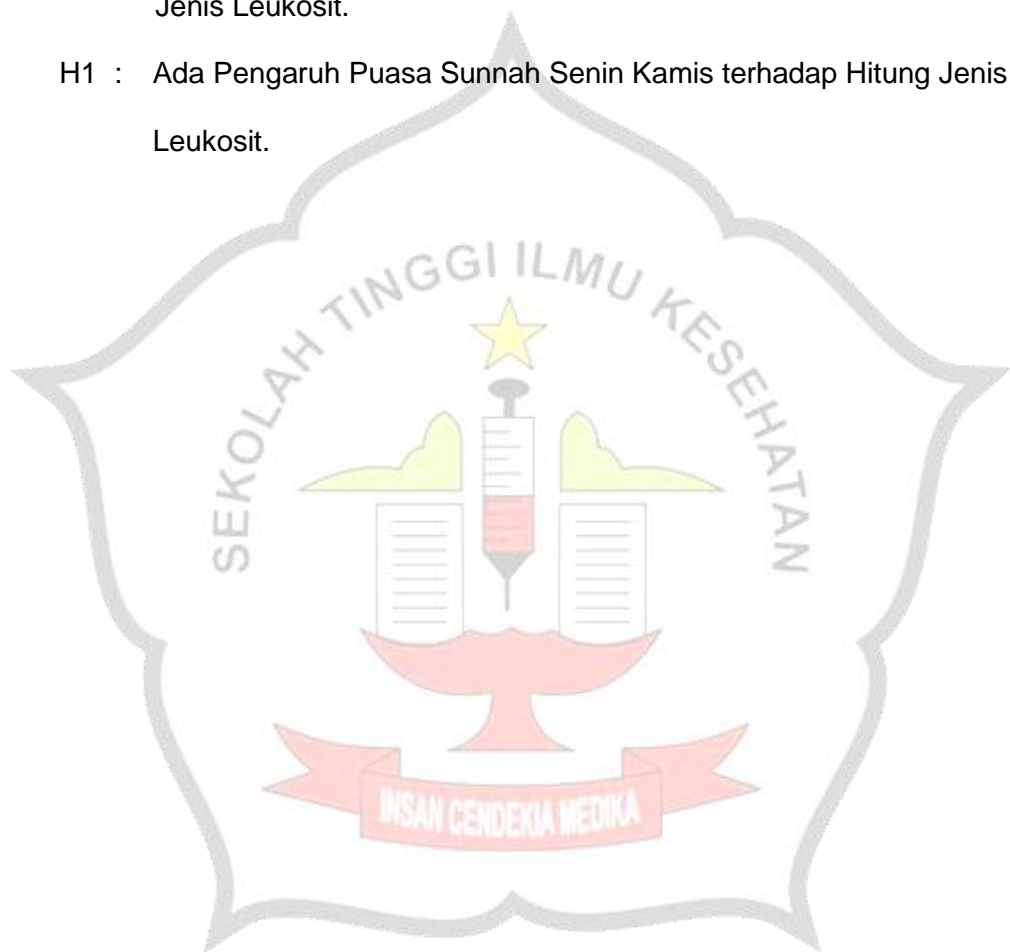 Jenis Leukosit.
H1 : Ada Pengaruh Puasa Sunnah Senin Kamis terhadap Hitung Jenis
Leukosit.
SEKOLAH TINGGI ILMU KESEHATAN
INSAN CENDEKIA MEDIKA